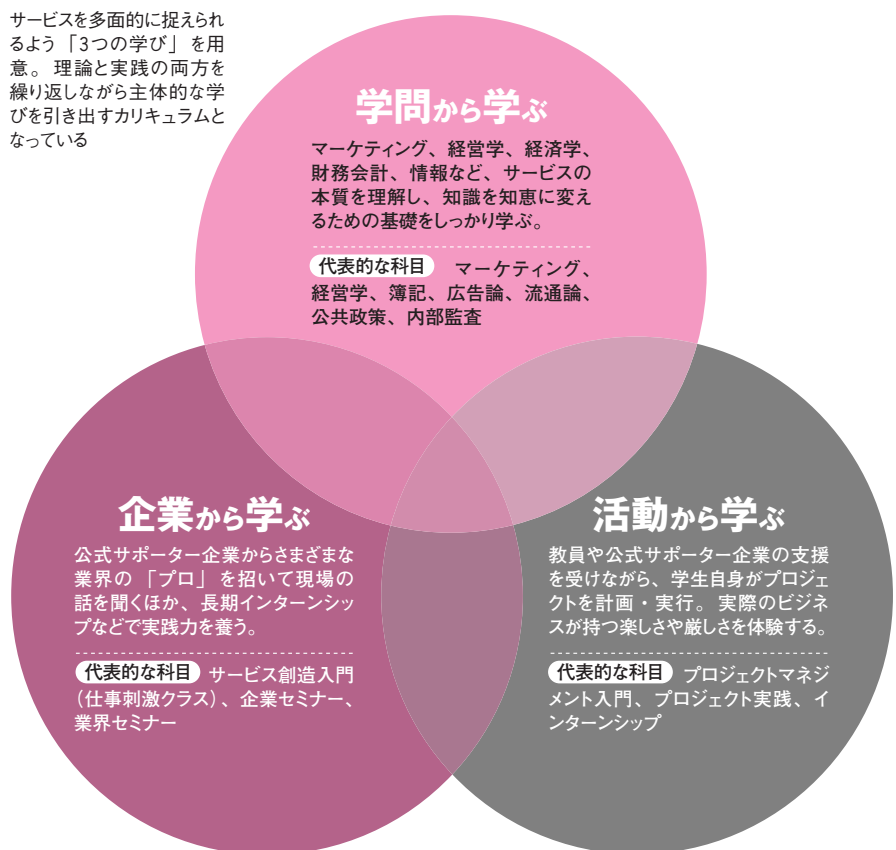 サービスを多面的に捉えられ
るよう「3つの学び」を用
意。理論と実践の両方を
繰り返しながら主体的な学
びを引き出すカリキュラムと
なっている
学問から学ぶ
マーケティング、経営学、経済学、
財務会計、情報など、サービスの
本質を理解し、知識を知恵に変え
るための基礎をしっかり学ぶ。
代表的な科目 マーケティング、
経営学、簿記、広告論、流通論、
公共政策、内部監査
企業から学ぶ
公式サポーター企業からさまざまな
業界の「プロ」を招いて現場の
話を聞くほか、長期インターンシッ
プなどで実践力を養う。
代表的な科目 サービス創造入門
（仕事刺激クラス）、企業セミナー、
業界セミナー
活動から学ぶ
教員や公式サポーター企業の支援
を受けながら、学生自身がプロジェ
クトを計画・実行。実際のビジネ
スが持つ楽しさや厳しさを体験する。
代表的な科目 プロジェクトマネジ
メント入門、プロジェクト実践、イ
ンターンシップ